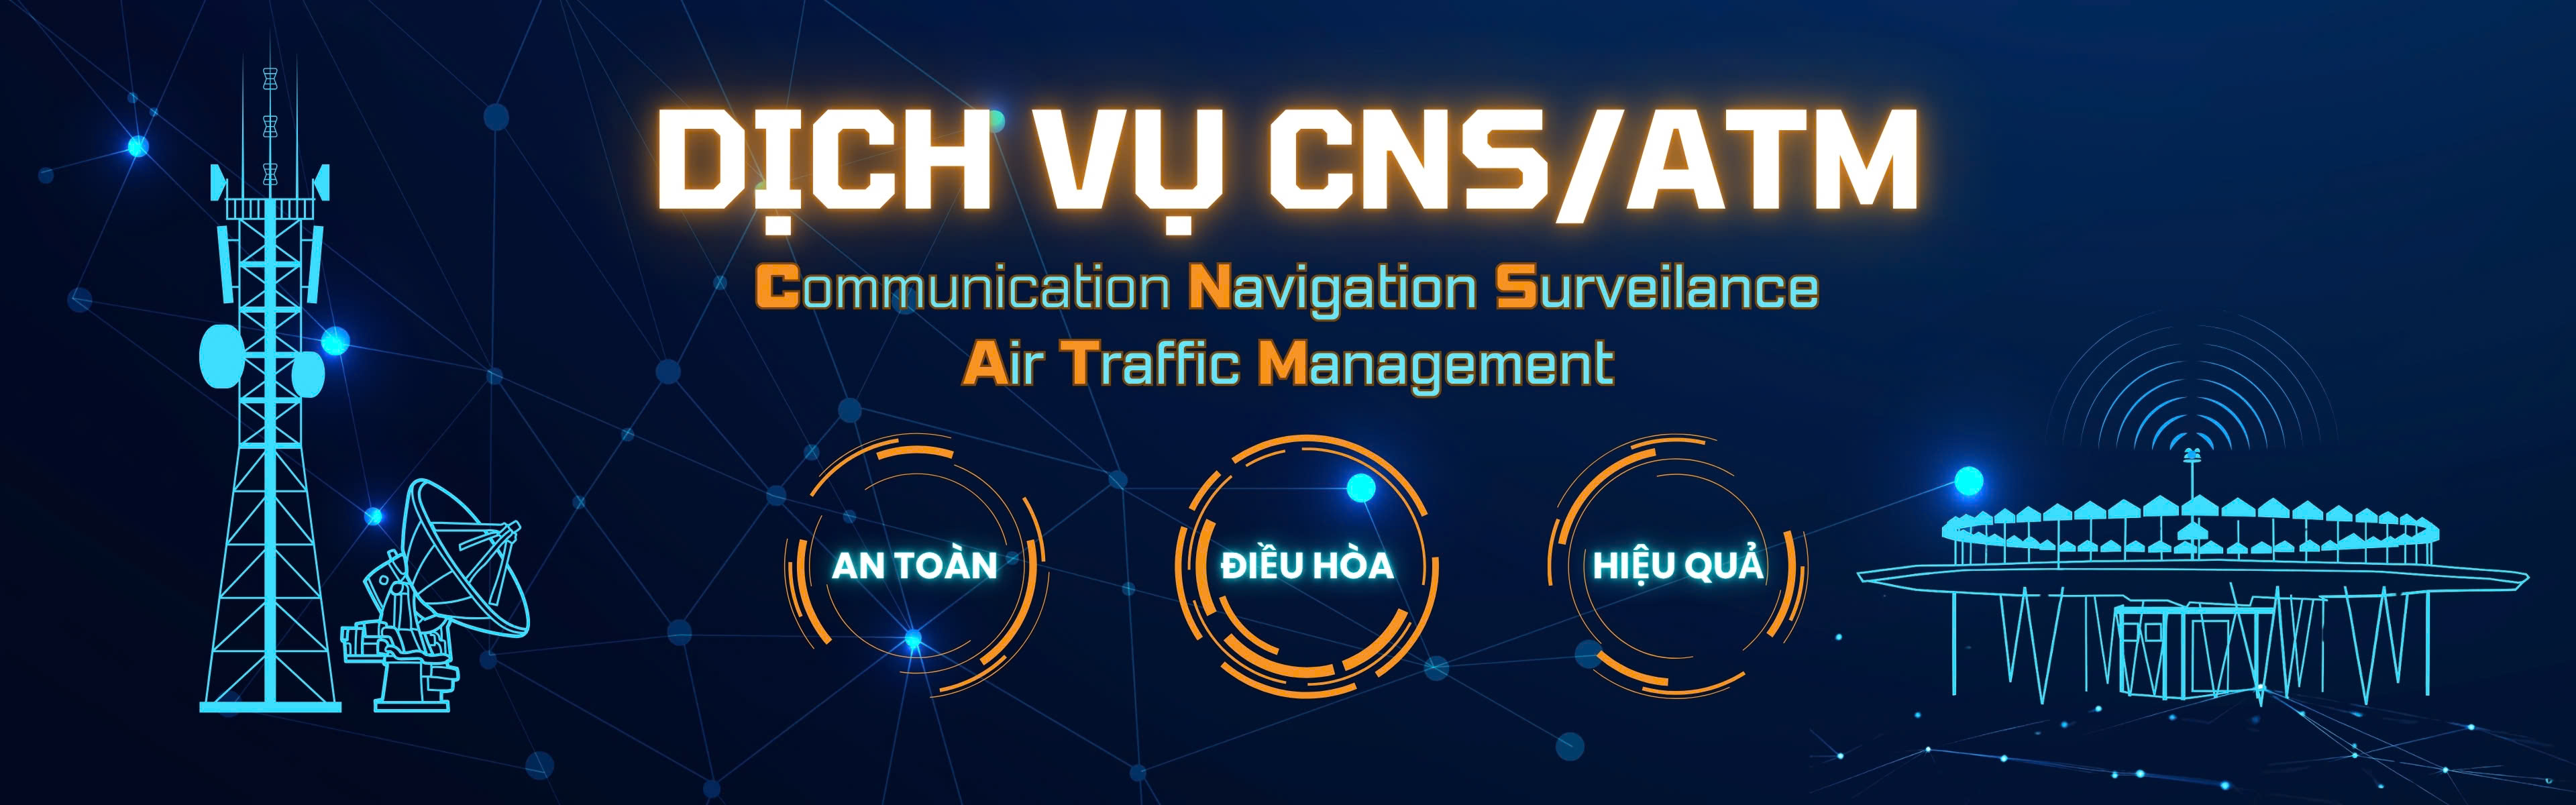 DỊCH VỤ CNS/ATM
Communication Navigation Surveilance
Air Traffic Management
AN TOÀN
ĐIỀU HÒA
HIỆU QUẢ